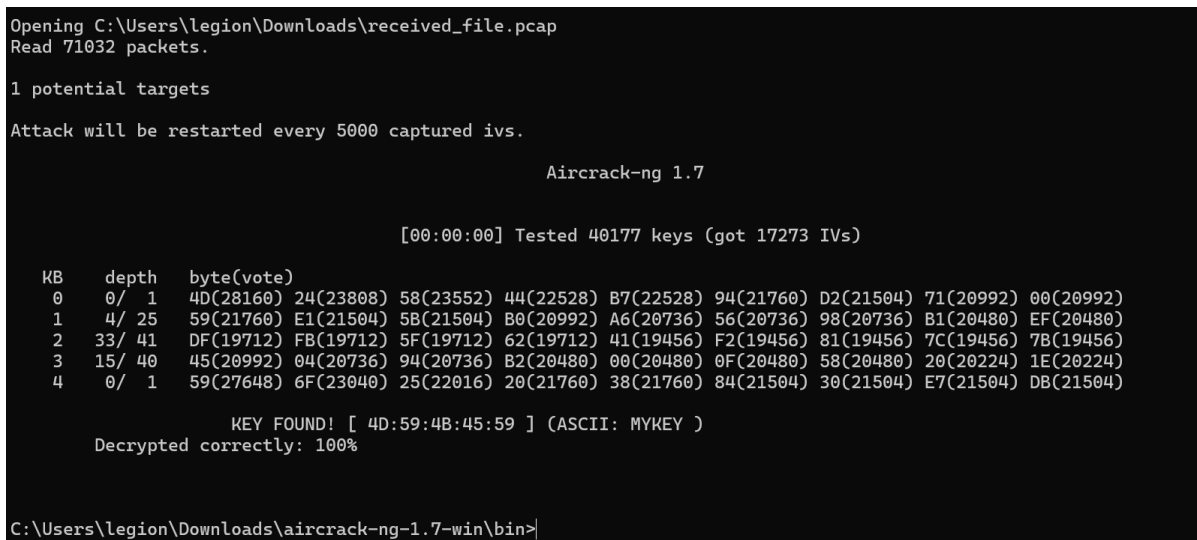 Opening C:\Users\legion\Downloads\received_file.pcap
Read 71032 packets.
1 potential targets
Attack will be restarted every 5000 captured ivs.
Aircrack-ng 1.7
[00:00:00] Tested 40177 keys (got 17273 IVs)
KB depth byte(vote)
0 0/ 1 4D(28160) 24(23808) 58(23552) 44(22528) B7(22528) 94(21760) D2(21504) 71(20992) 00(20992)
1 4/ 25 59(21760) E1(21504) 5B(21504) B0(20992) A6(20736) 56(20736) 98(20736) B1(20480) EF(20480)
2 33/ 41 DF(19712) FB(19712) 5F(19712) 62(19712) 41(19456) F2(19456) 81(19456) 7C(19456) 7B(19456)
3 15/ 40 45(20992) 04(20736) 94(20736) B2(20480) 00(20480) 0F(20480) 58(20480) 20(20224) 1E(20224)
4 0/ 1 59(27648) 6F(23040) 25(22016) 20(21760) 38(21760) 84(21504) 30(21504) E7(21504) DB(21504)
KEY FOUND! [ 4D:59:4B:45:59 ] (ASCII: MYKEY )
Decrypted correctly: 100%
C:\Users\legion\Downloads\aircrack-ng-1.7-win\bin>